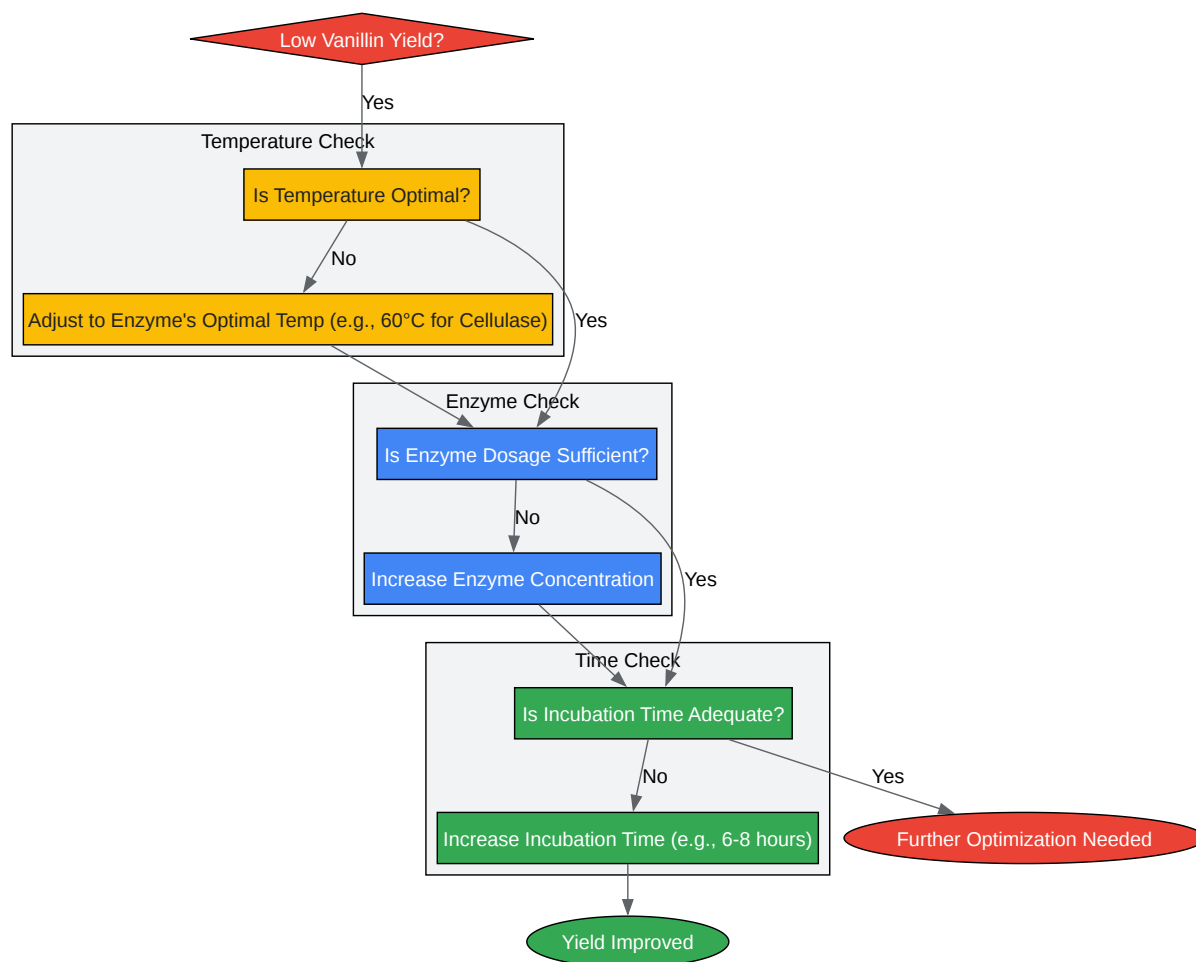 Low Vanillin Yield?
Yes
Temperature Check
Is Temperature Optimal?
No
Adjust to Enzyme's Optimal Temp (e.g., 60°C for Cellulase)
Yes
Enzyme Check
Is Enzyme Dosage Sufficient?
No
Increase Enzyme Concentration
Yes
Time Check
Is Incubation Time Adequate?
No
Yes
Increase Incubation Time (e.g., 6-8 hours)
Further Optimization Needed
Yield Improved